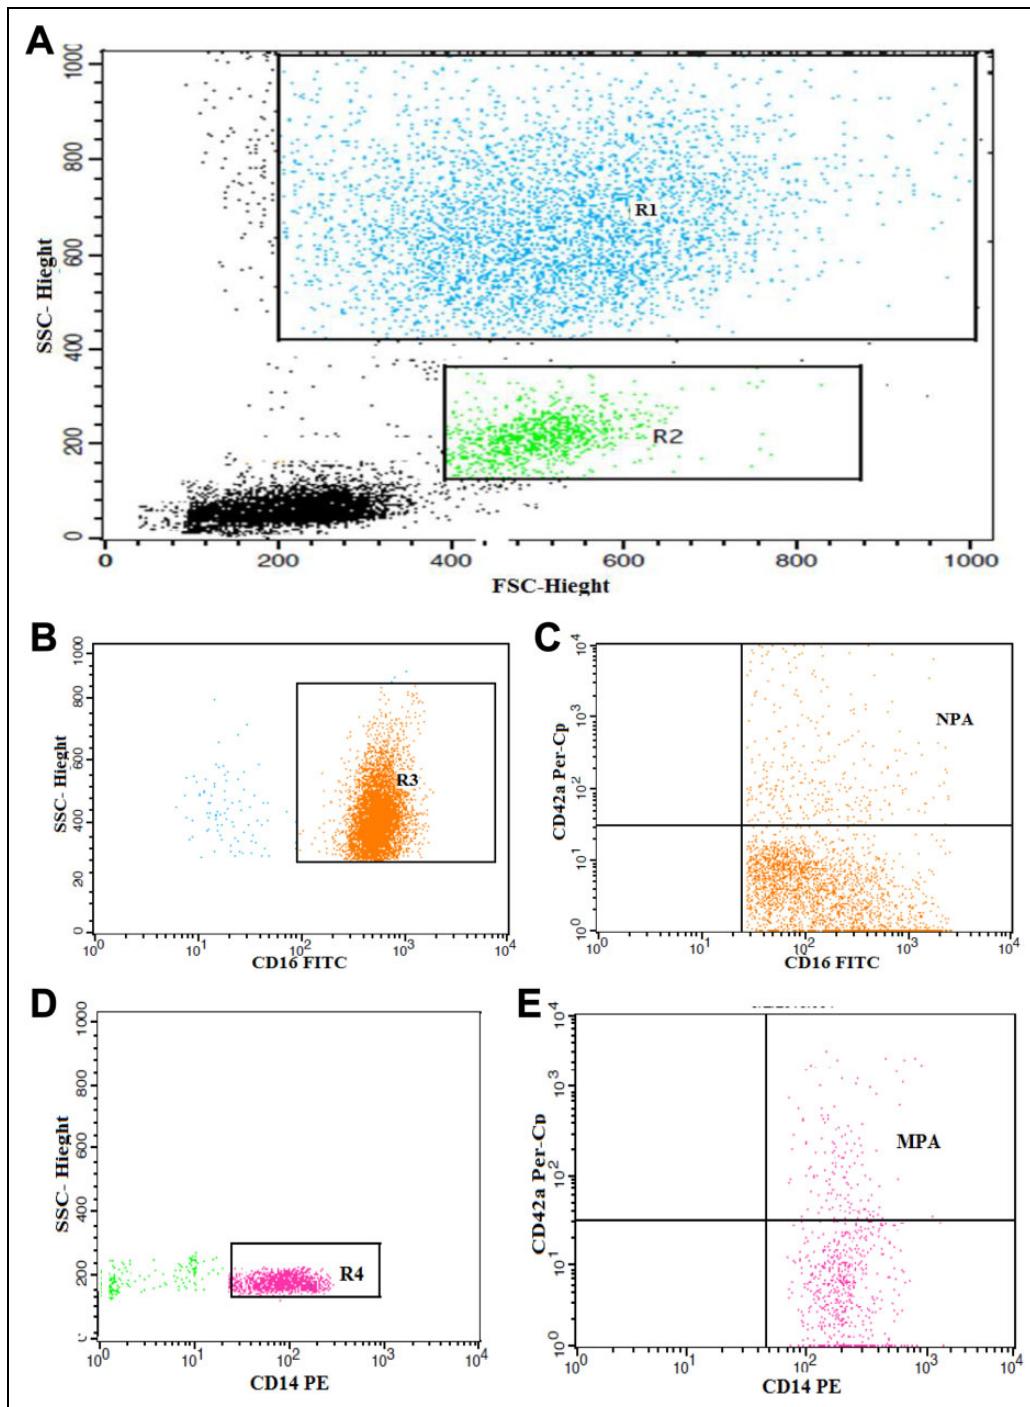 A
SSC- Hieght
1000
800
600
400
200
0
R1
R2
0 200 600 800 1000
FSC-Hieght
B
SSC- Hieght
1000
800
600
400
20
0
R3
10^0 10^1 10^2 10^3 10^4
CD16 FITC
C
CD42a Per-Cp
10^4
10^3
10^2
10^1
10^0
NPA
10^0 10^1 10^2 10^3 10^4
CD16 FITC
D
SSC- Hieght
1000
800
600
400
200
R4
10^0 10^1 10^2 10^3 10^4
CD14 PE
E
CD42a Per-Cp
10^4
10^3
10^2
10^1
10^0
MPA
10^0 10^1 10^2 10^3 10^4
CD14 PE